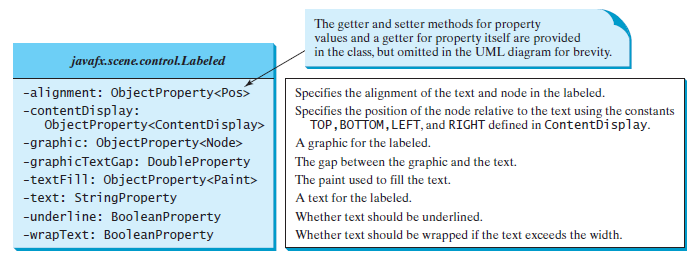 The getter and setter methods for property
values and a getter for property itself are provided
in the class, but omitted in the UML diagram for brevity.
javafx.scene.control.Labeled
-alignment: ObjectProperty<Pos>
-contentDisplay:
ObjectProperty<ContentDisplay>
-graphic: ObjectProperty<Node>
-graphicTextGap: DoubleProperty
-textFill: ObjectProperty<Paint>
-text: StringProperty
-underline: BooleanProperty
-wrapText: BooleanProperty
Specifies the alignment of the text and node in the labeled.
Specifies the position of the node relative to the text using the constants
TOP, BOTTOM, LEFT, and RIGHT defined in ContentDisplay.
A graphic for the labeled.
The gap between the graphic and the text.
The paint used to fill the text.
A text for the labeled.
Whether text should be underlined.
Whether text should be wrapped if the text exceeds the width.